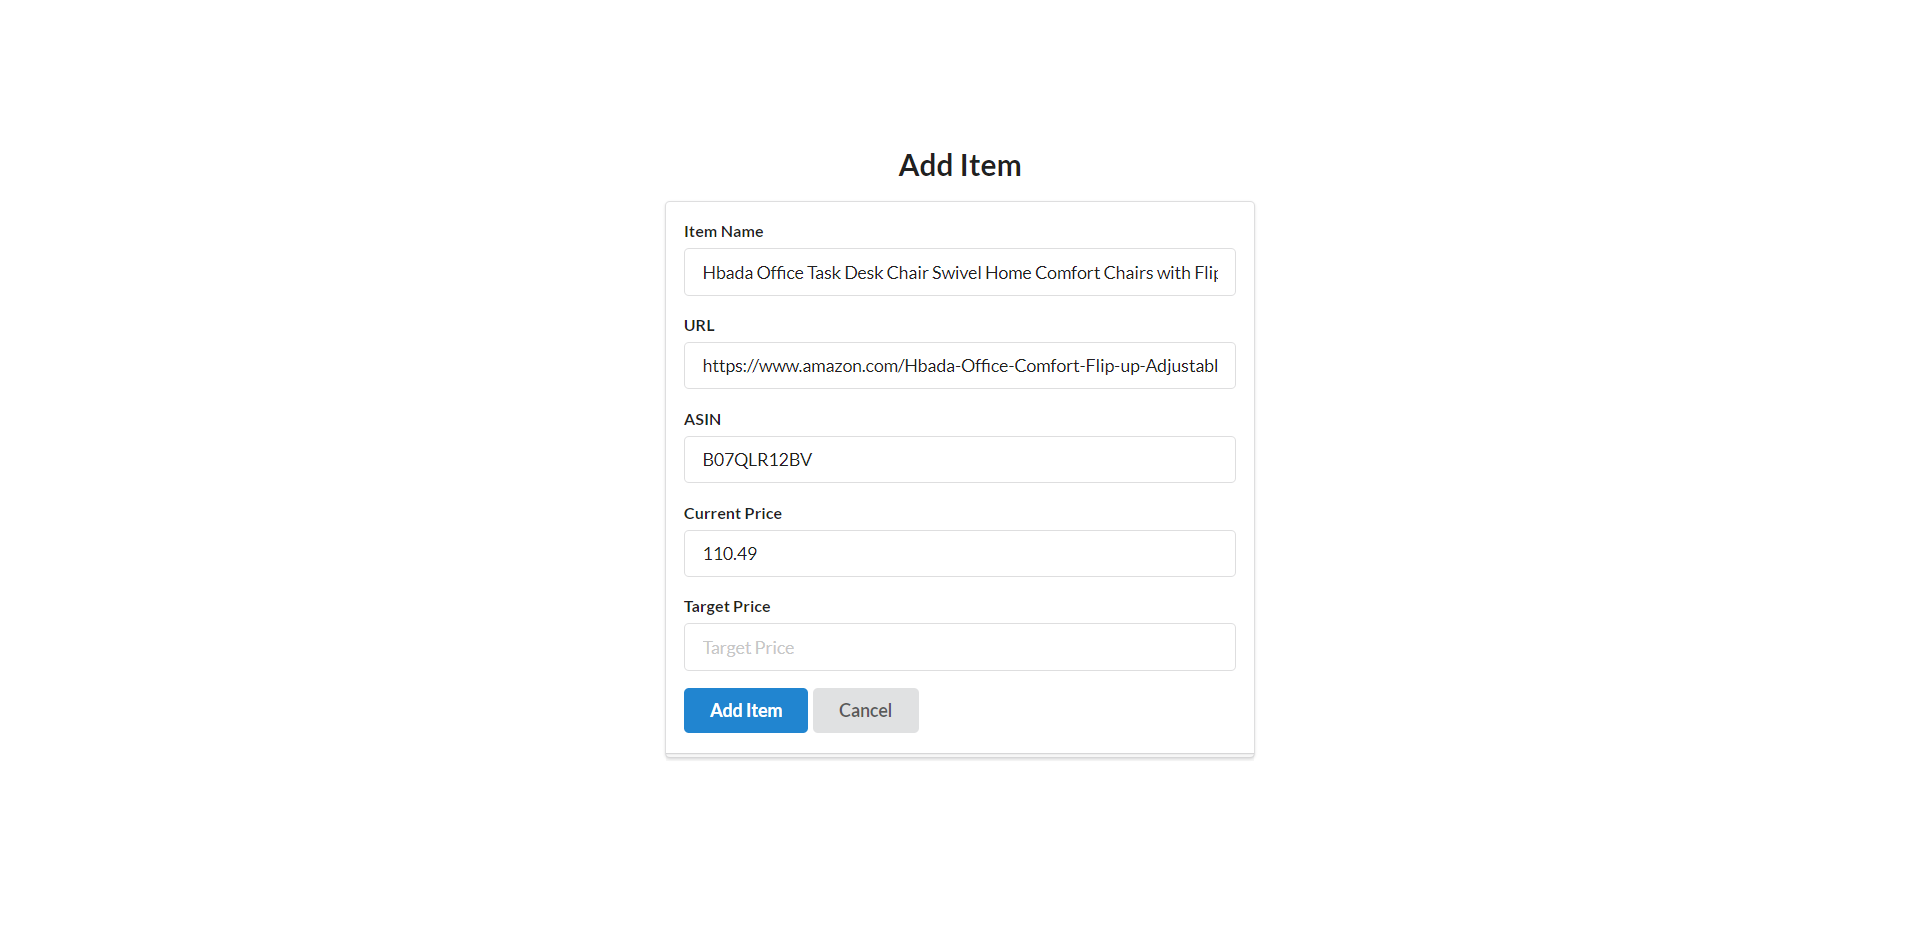 Add Item
Item Name
Hbada Office Task Desk Chair Swivel Home Comfort Chairs with Flip
URL
https://www.amazon.com/Hbada-Office-Comfort-Flip-up-Adjustabl
ASIN
B07QLR12BV
Current Price
110.49
Target Price
Target Price
Add Item Cancel